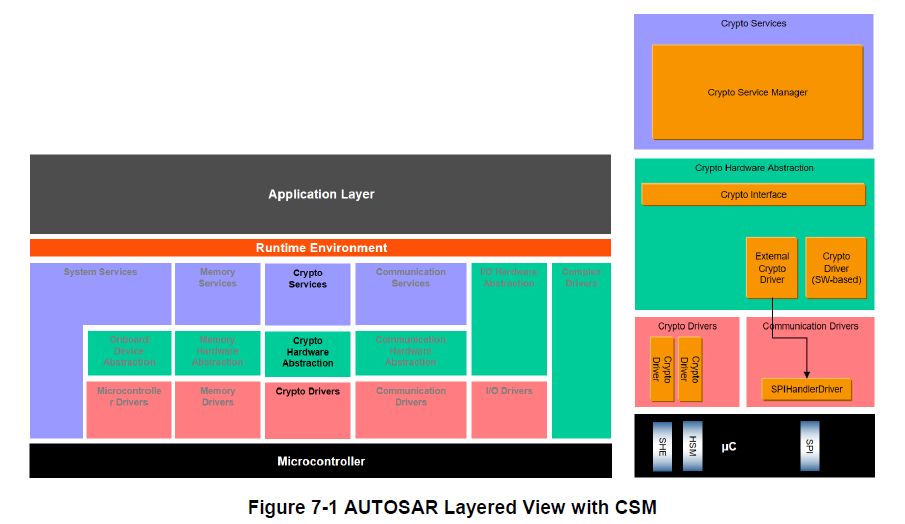 Crypto Services
Crypto Service Manager
Application Layer
Runtime Environment
System Services
Memory
Services
Crypto
Services
Communication
Services
I/O Hardware
Abstraction
Complex
Drivers
Onboard
Device
Abstraction
Memory
Hardware
Abstraction
Crypto
Hardware
Abstraction
Communication
Hardware
Abstraction
Microcontrolle
r Drivers
Memory
Drivers
Crypto Drivers
Communication
Drivers
I/O Drivers
Microcontroller
Crypto Hardware Abstraction
Crypto Interface
External
Crypto
Driver
Crypto
Driver
(SW-based)
Crypto Drivers
Crypto
Driver
Crypto
Driver
Communication Drivers
SPIHandlerDriver
SHE
HSM
µC
SPI
Figure 7-1 AUTOSAR Layered View with CSM